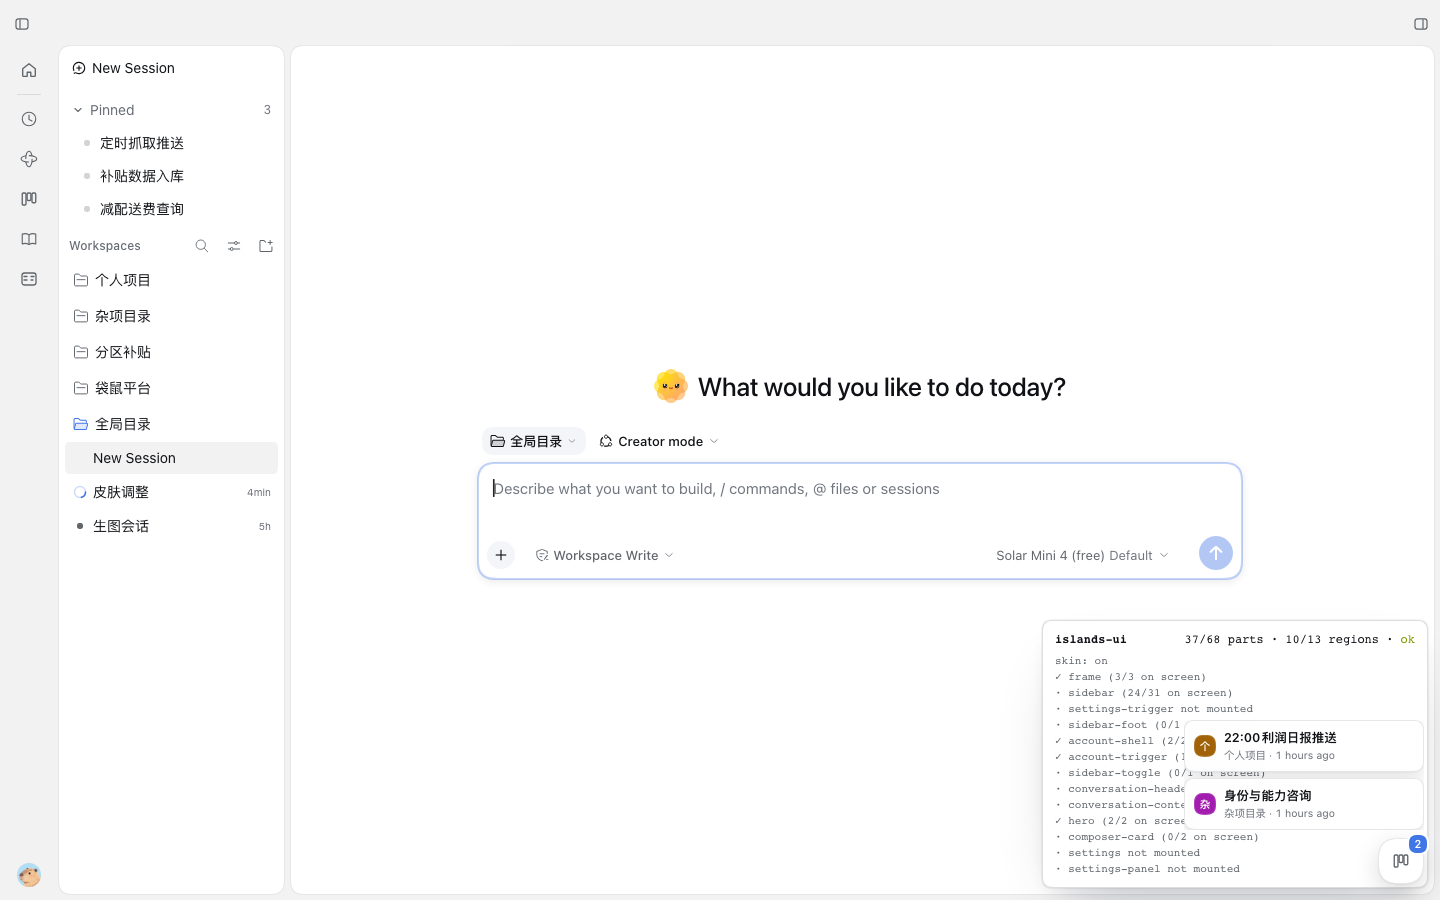 New Session
Pinned 3
定时抓取推送
补贴数据入库
减配送费查询
Workspaces
个人项目
杂项目录
分区补贴
袋鼠平台
全局目录
New Session
皮肤调整 4min
生图会话 5h
What would you like to do today?
全局目录 Creator mode
Describe what you want to build, / commands, @ files or sessions
Workspace Write Solar Mini 4 (free) Default
islands-ui 37/68 parts · 10/13 regions · ok
skin: on
✓ frame (3/3 on screen)
· sidebar (24/31 on screen)
· settings-trigger not mounted
· sidebar-foot (0/1
✓ account-shell (2/2
✓ account-trigger
· sidebar-toggle (0/1 on screen)
· conversation-heade
· conversation-conte
✓ hero (2/2 on scree
· composer-card (0/2 on screen)
· settings not mounted
· settings-panel not mounted
个 22:00利润日报推送
个人项目 · 1 hours ago
杂 身份与能力咨询
杂项目录 · 1 hours ago
2